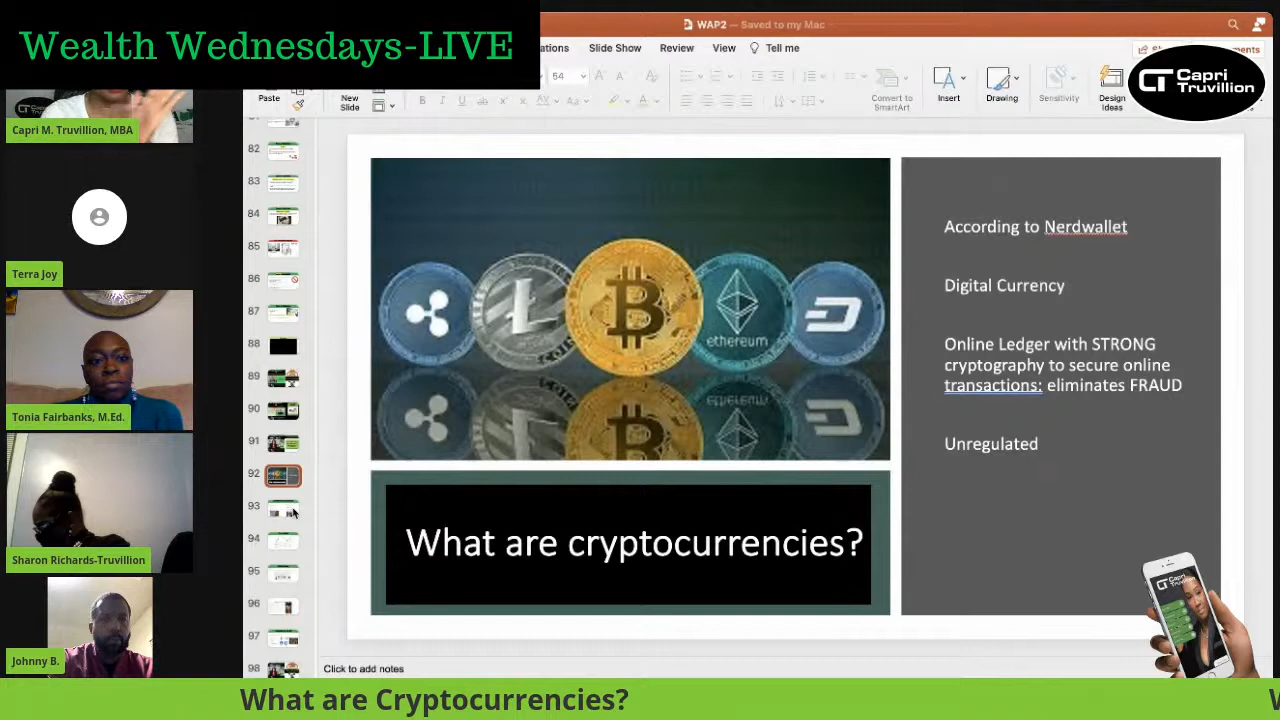 Wealth Wednesdays-LIVE
WAP2 — Saved to my Mac
Slide Show
Review
View
Tell me
54
Paste
New
Slide
Convert to
SmartArt
Insert
Drawing
Sensitivity
Design
Ideas
CT Capri
Truvillion
Capri M. Truvillion, MBA
Terra Joy
Tonia Fairbanks, M.Ed.
Sharon Richards-Truvillion
Johnny B.
82
83
84
85
86
87
88
89
90
91
92
93
94
95
96
97
98
ethereum
What are cryptocurrencies?
According to Nerdwallet
Digital Currency
Online Ledger with STRONG
cryptography to secure online
transactions: eliminates FRAUD
Unregulated
Capri
Truvillion
Click to add notes
What are Cryptocurrencies?